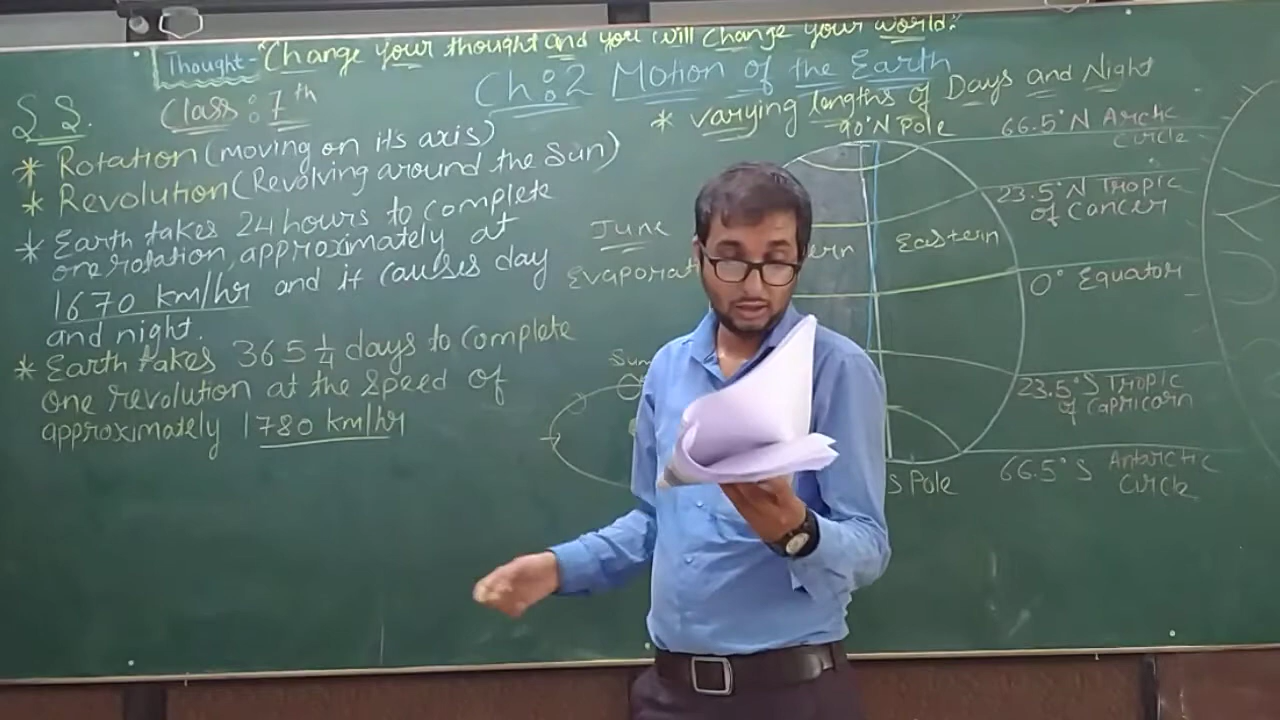 Thought - "Change your thought and you will change your world."
S.S.
Class : 7th
Ch : 2 Motion of the Earth
* Varying lengths of Days and Night
* Rotation (moving on its axis)
* Revolution (Revolving around the Sun)
* Earth takes 24 hours to complete
one rotation, approximately at
1670 km/hr and it causes day
and night.
* Earth takes 365 1/4 days to complete
one revolution at the speed of
approximately 1780 km/hr
June
Sun
90°N Pole
Eastern
S Pole
66.5°N Arctic
Circle
23.5°N Tropic
of Cancer
0° Equator
23.5°S Tropic
of Capricorn
66.5°S Antarctic
Circle